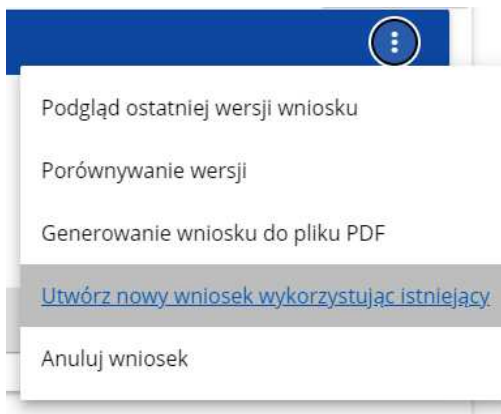 Podgląd ostatniej wersji wniosku
Porównywanie wersji
Generowanie wniosku do pliku PDF
Utwórz nowy wniosek wykorzystując istniejący
Anuluj wniosek